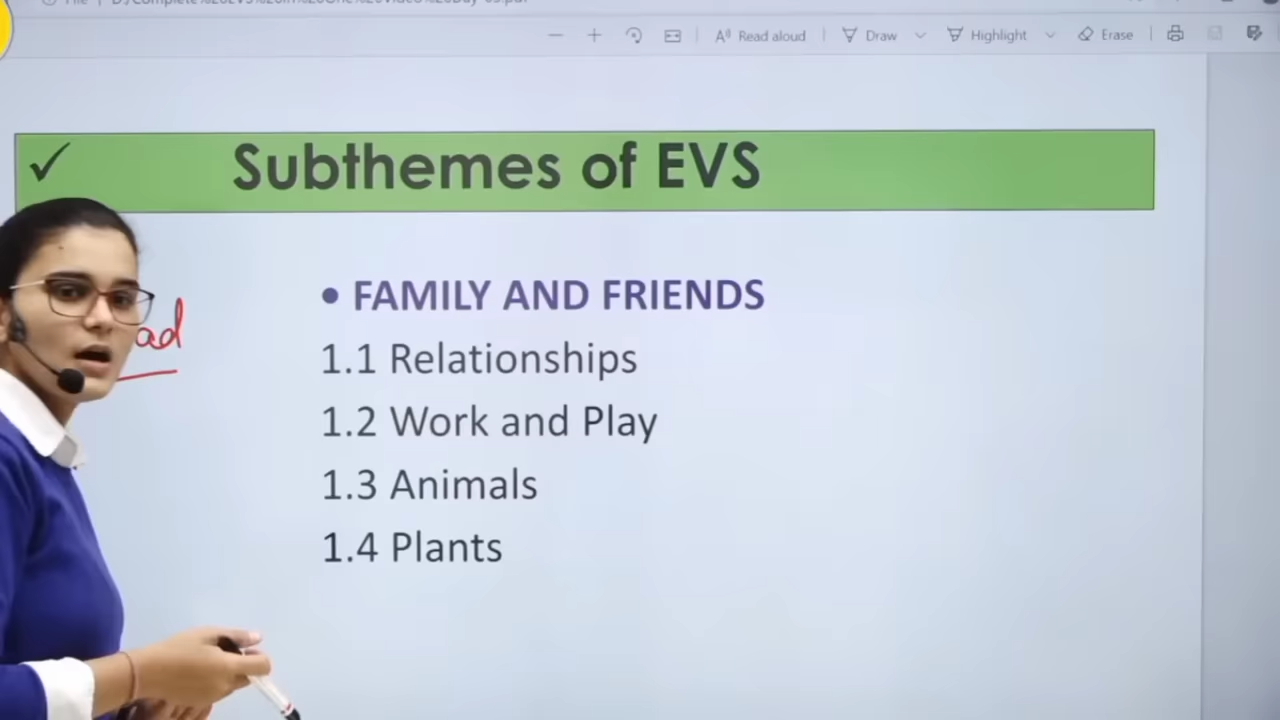 Read aloud
Draw
Highlight
Erase
✓ Subthemes of EVS
ad
• FAMILY AND FRIENDS
1.1 Relationships
1.2 Work and Play
1.3 Animals
1.4 Plants